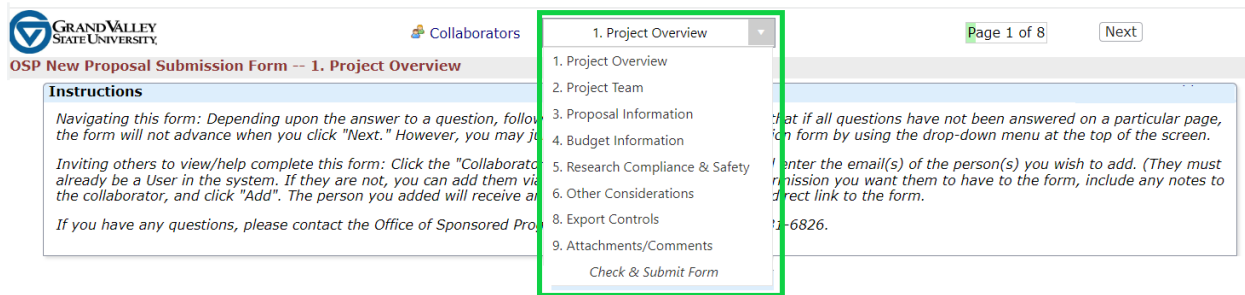 GRAND VALLEY
STATE UNIVERSITY
Collaborators
1. Project Overview
Page 1 of 8
Next
OSP New Proposal Submission Form -- 1. Project Overview
Instructions
Navigating this form: Depending upon the answer to a question, follow that if all questions have not been answered on a particular page,
the form will not advance when you click "Next." However, you may form by using the drop-down menu at the top of the screen.
Inviting others to view/help complete this form: Click the enter the email(s) of the person(s) you wish to add. (They must
already be a User in the system. If they are not, you can add them via you want them to have to the form, include any notes to
the collaborator, and click "Add". The person you added will receive link to the form.
If you have any questions, please contact the Office of Sponsored -6826.
1. Project Overview
2. Project Team
3. Proposal Information
4. Budget Information
5. Research Compliance & Safety
6. Other Considerations
8. Export Controls
9. Attachments/Comments
Check & Submit Form